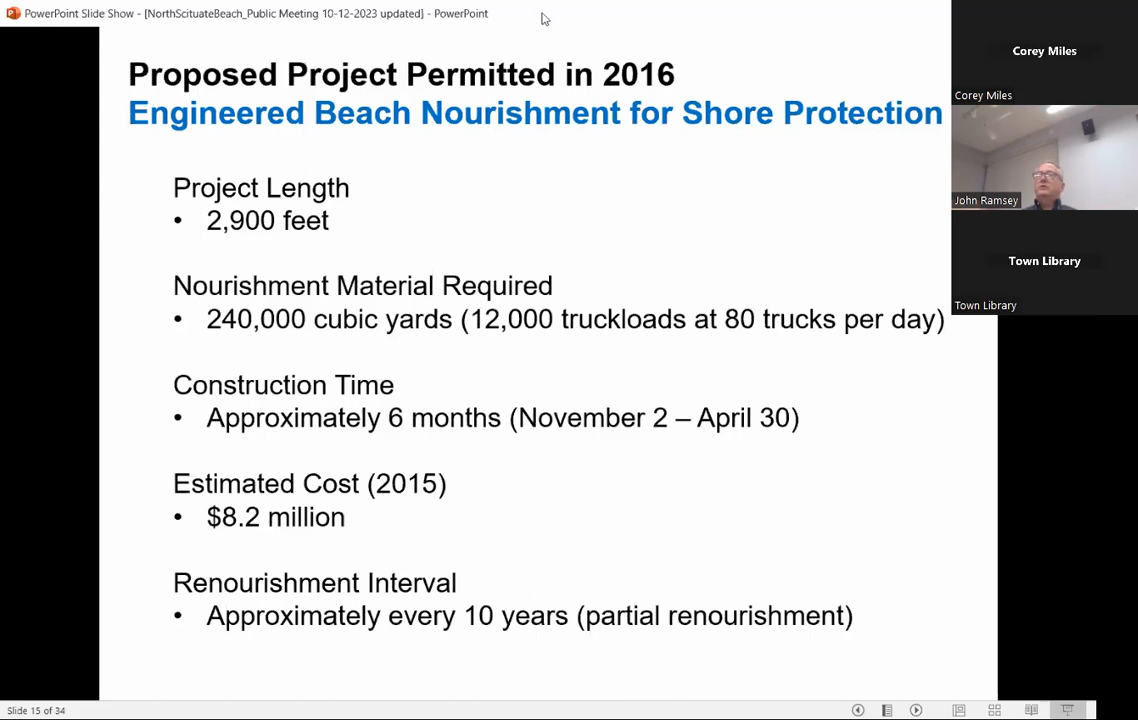 PowerPoint Slide Show - [NorthScituateBeach_Public Meeting 10-12-2023 updated] - PowerPoint
Proposed Project Permitted in 2016
Engineered Beach Nourishment for Shore Protection
Project Length
• 2,900 feet
Nourishment Material Required
• 240,000 cubic yards (12,000 truckloads at 80 trucks per day)
Construction Time
• Approximately 6 months (November 2 – April 30)
Estimated Cost (2015)
• $8.2 million
Renourishment Interval
• Approximately every 10 years (partial renourishment)
Corey Miles
Corey Miles
John Ramsey
Town Library
Town Library
Slide 15 of 34